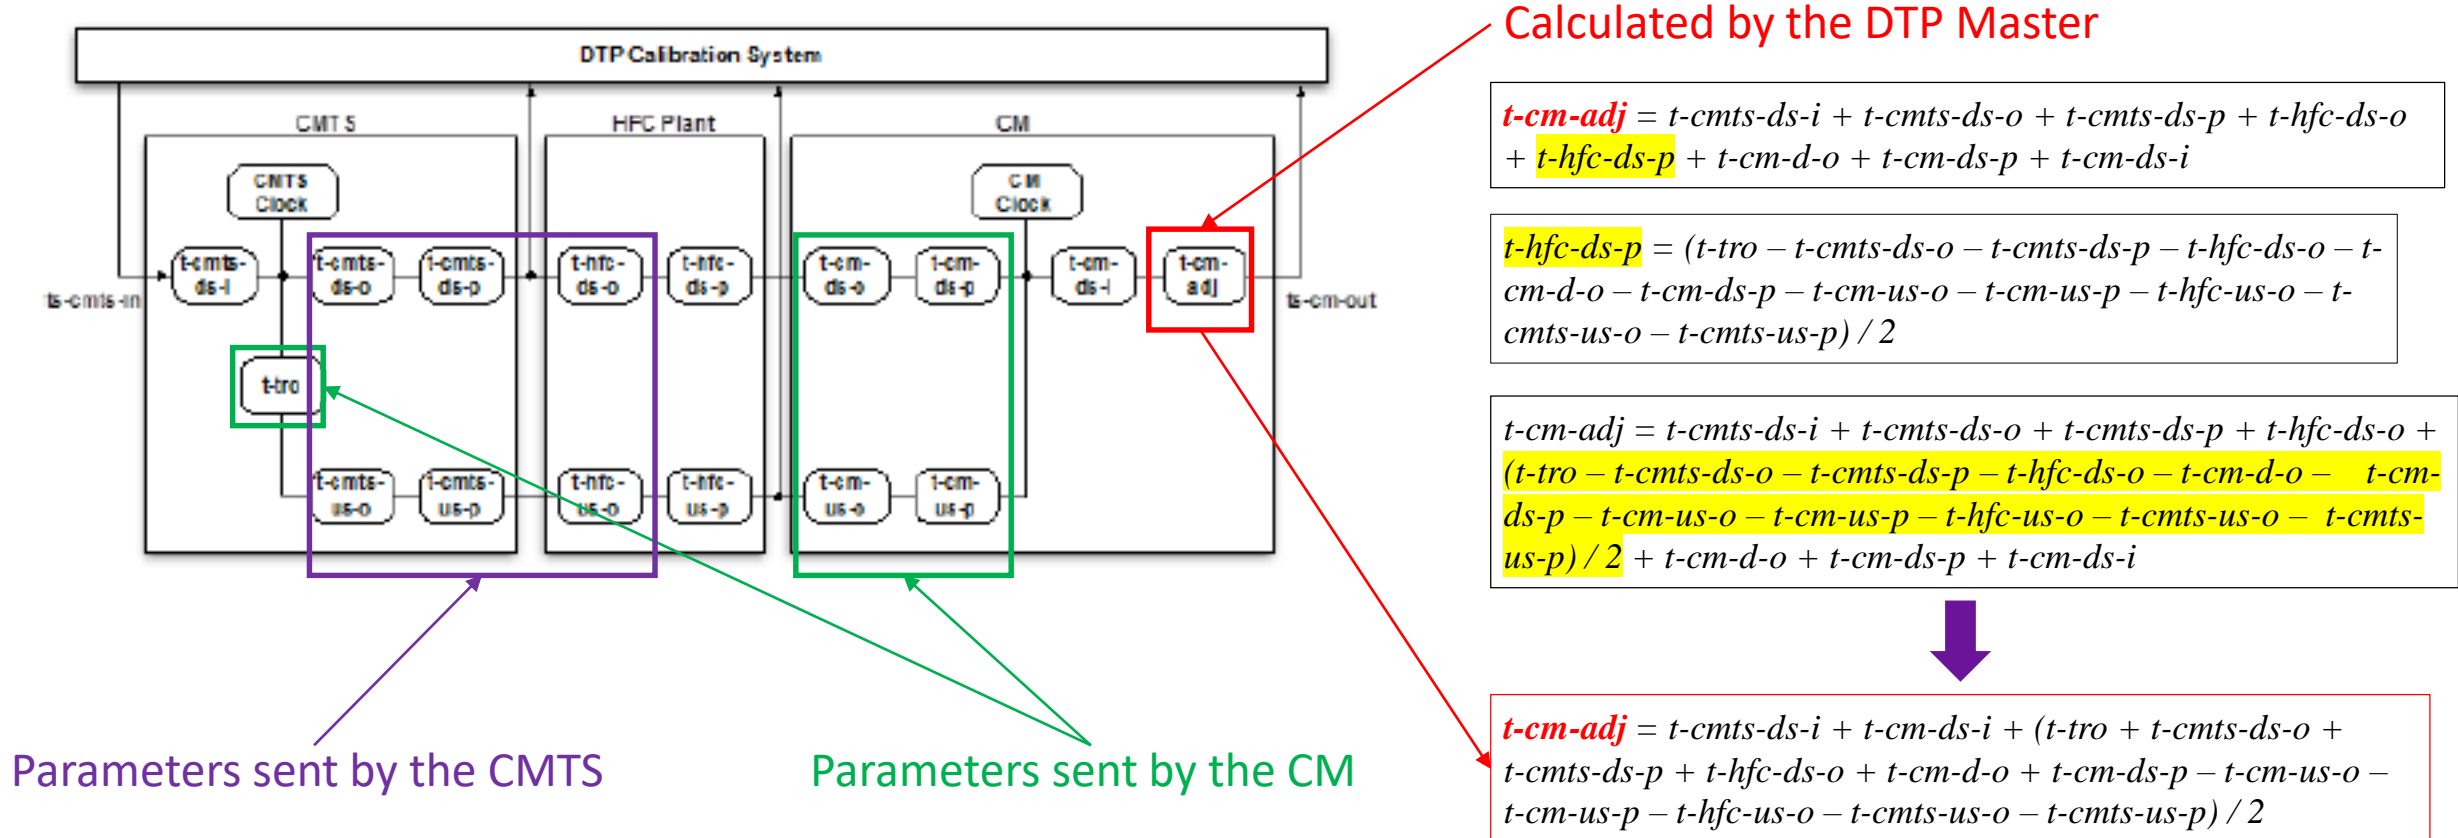 Calculated by the DTP Master
DTP Calibration System
CMTS
HFC Plant
CM
CMTS
Clock
CM
Clock
t-cmts-
ds-i
t-cmts-
ds-o
t-cmts-
ds-p
t-hfc-
ds-o
t-hfc-
ds-p
t-cm-
ds-o
t-cm-
ds-p
t-cm-
ds-i
t-cm-
adj
ts-cmts-in
ts-cm-out
t-tro
t-cmts-
us-o
t-cmts-
us-p
t-hfc-
us-o
t-hfc-
us-p
t-cm-
us-o
t-cm-
us-p
Parameters sent by the CMTS
Parameters sent by the CM
t-cm-adj = t-cmts-ds-i + t-cmts-ds-o + t-cmts-ds-p + t-hfc-ds-o
+ t-hfc-ds-p + t-cm-d-o + t-cm-ds-p + t-cm-ds-i
t-hfc-ds-p = (t-tro – t-cmts-ds-o – t-cmts-ds-p – t-hfc-ds-o – t-
cm-d-o – t-cm-ds-p – t-cm-us-o – t-cm-us-p – t-hfc-us-o – t-
cmts-us-o – t-cmts-us-p) / 2
t-cm-adj = t-cmts-ds-i + t-cmts-ds-o + t-cmts-ds-p + t-hfc-ds-o +
(t-tro – t-cmts-ds-o – t-cmts-ds-p – t-hfc-ds-o – t-cm-d-o – t-cm-
ds-p – t-cm-us-o – t-cm-us-p – t-hfc-us-o – t-cmts-us-o – t-cmts-
us-p) / 2 + t-cm-d-o + t-cm-ds-p + t-cm-ds-i
t-cm-adj = t-cmts-ds-i + t-cm-ds-i + (t-tro + t-cmts-ds-o +
t-cmts-ds-p + t-hfc-ds-o + t-cm-d-o + t-cm-ds-p – t-cm-us-o –
t-cm-us-p – t-hfc-us-o – t-cmts-us-o – t-cmts-us-p) / 2